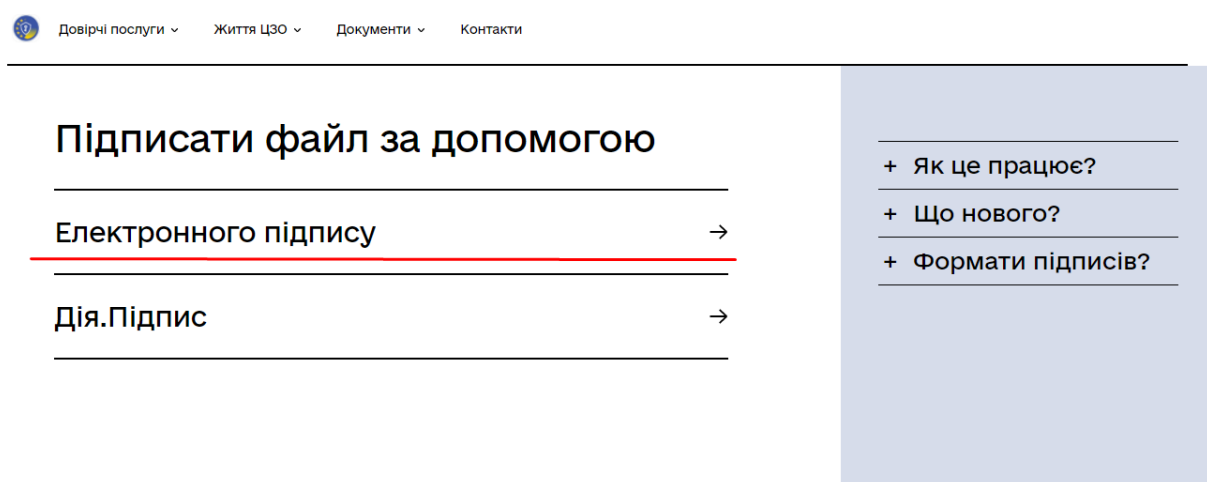 Довірчі послуги Життя ЦЗО Документи Контакти
Підписати файл за допомогою
Електронного підпису →
Дія.Підпис →
+ Як це працює?
+ Що нового?
+ Формати підписів?